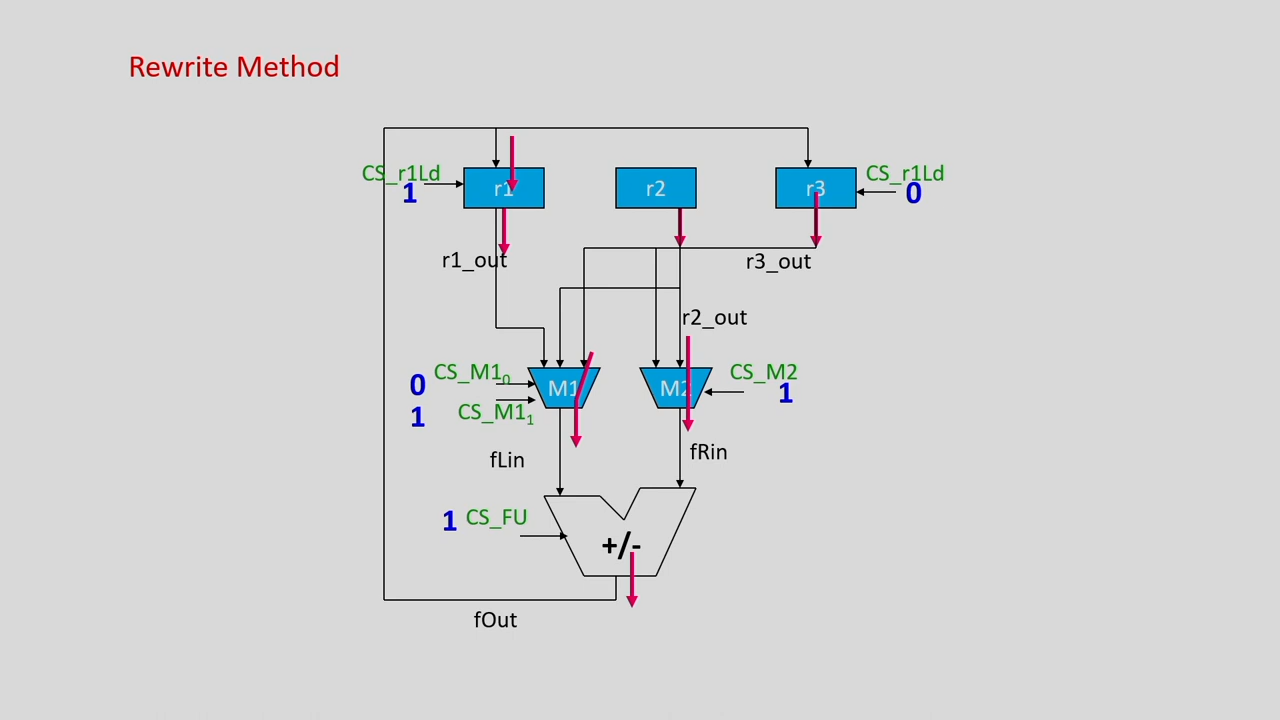 Rewrite Method
CS_r1Ld
1
r1
r2
r3
CS_r1Ld
0
r1_out
r3_out
r2_out
0
CS_M1₀
1
CS_M1₁
M1
M2
CS_M2
1
fLin
fRin
1 CS_FU
+/-
fOut